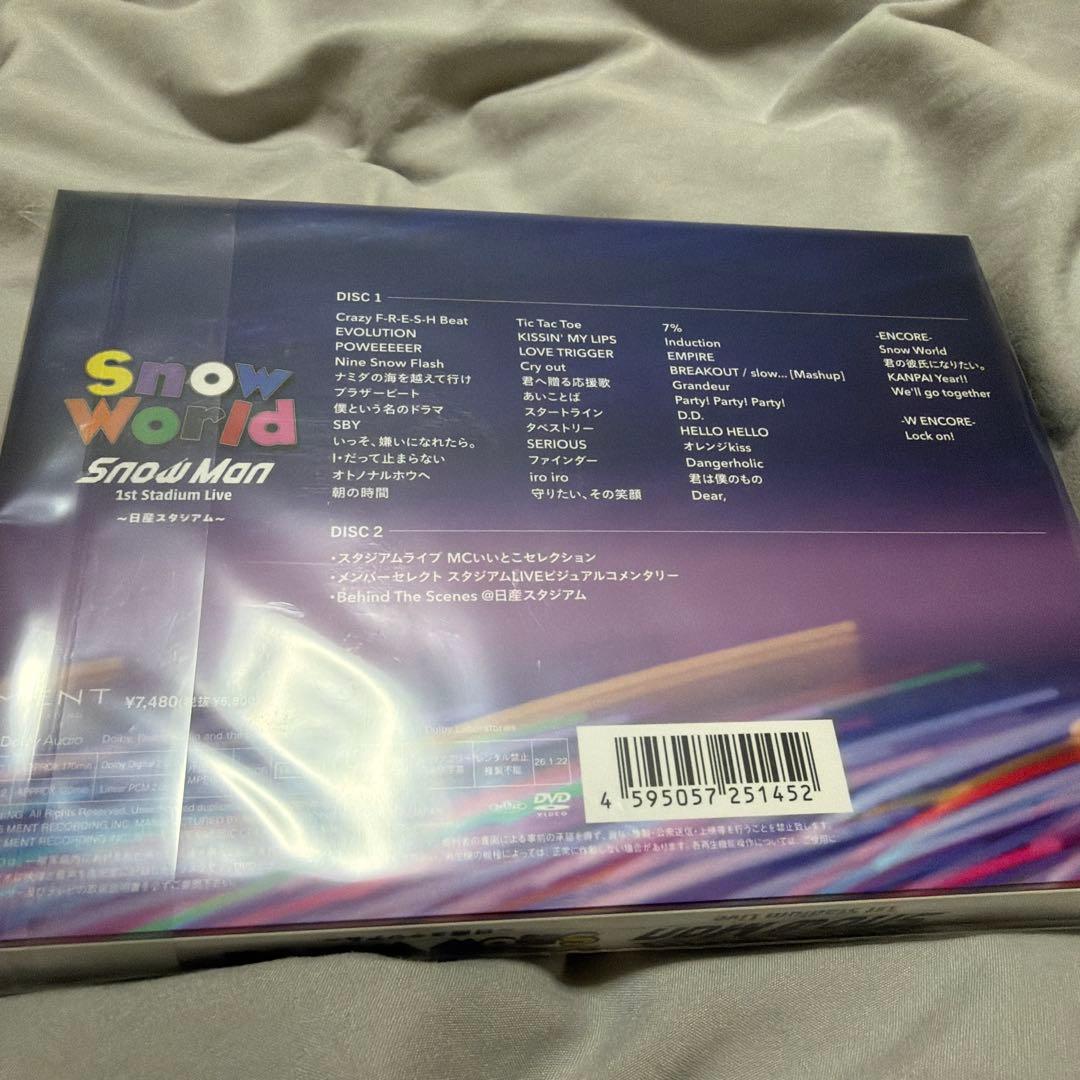 Snow
World
Snow Man
1st Stadium Live
～日産スタジアム～
DISC 1
Crazy F-R-E-S-H Beat
EVOLUTION
POWEEEEER
Nine Snow Flash
ナミダの海を越えて行け
ブラザービート
僕という名のドラマ
SBY
いっそ、嫌いになれたら。
I・だって止まらない
オトノナルホウヘ
朝の時間
Tic Tac Toe
KISSIN' MY LIPS
LOVE TRIGGER
Cry out
君へ贈る応援歌
あいことば
スタートライン
タペストリー
SERIOUS
ファインダー
iro iro
守りたい、その笑顔
7%
Induction
EMPIRE
BREAKOUT / slow... [Mashup]
Grandeur
Party! Party! Party!
D.D.
HELLO HELLO
オレンジkiss
Dangerholic
君は僕のもの
Dear,
-ENCORE-
Snow World
君の彼氏になりたい。
KANPAI Year!!
We'll go together
-W ENCORE-
Lock on!
DISC 2
・スタジアムライブ MCいいとこセレクション
・メンバーセレクト スタジアムLIVEビジュアルコメンタリー
・Behind The Scenes @日産スタジアム
MENT
¥7,480(税抜¥6,800
Dolby Audio
Dolby Laboratories
レンタル禁止
複製不能
26.1.22
DVD
VIDEO
4 595057 251452